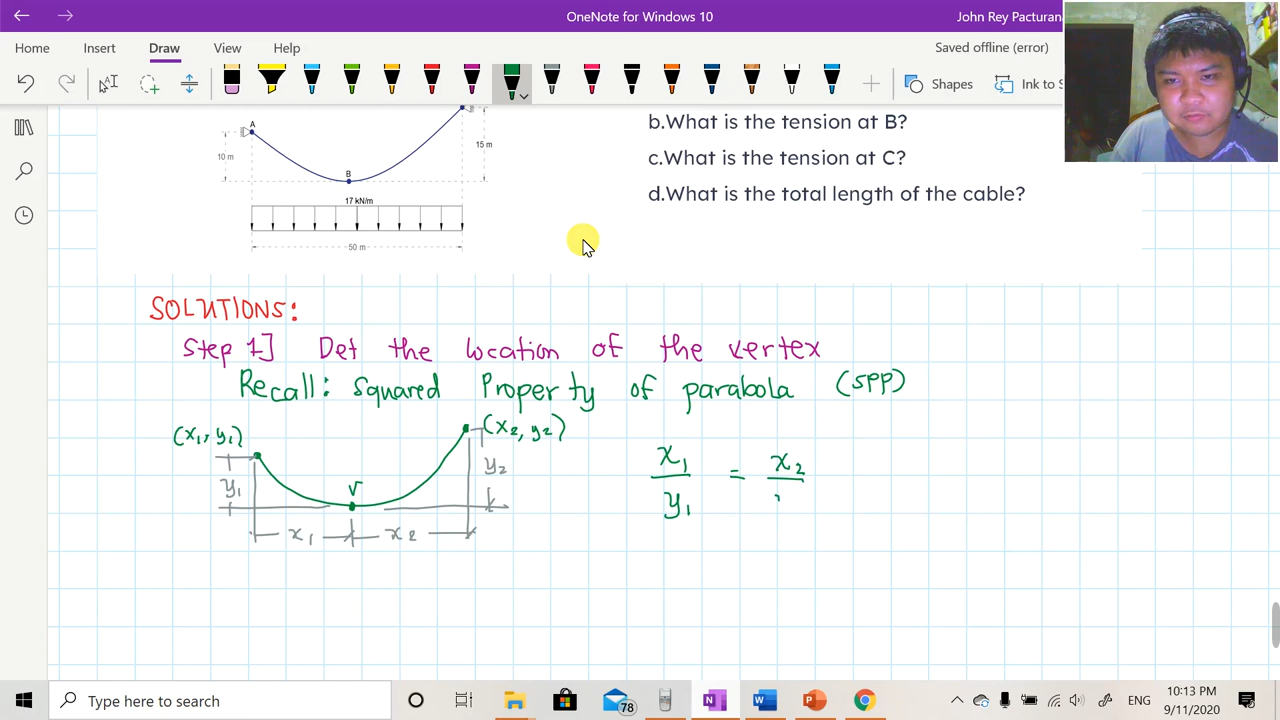 OneNote for Windows 10
John Rey Pacturan
Home Insert Draw View Help
Saved offline (error)
Shapes
Ink to S
A
10 m
15 m
B
17 kN/m
50 m
b.What is the tension at B?
c.What is the tension at C?
d.What is the total length of the cable?
SOLUTIONS:
Step 1] Det the location of the vertex
Recall: Squared Property of parabola (SPP)
(x1, y1)
(x2, y2)
y1
V
y2
x1
x2
x1 = x2
y1
Type here to search
78
ENG
10:13 PM
9/11/2020